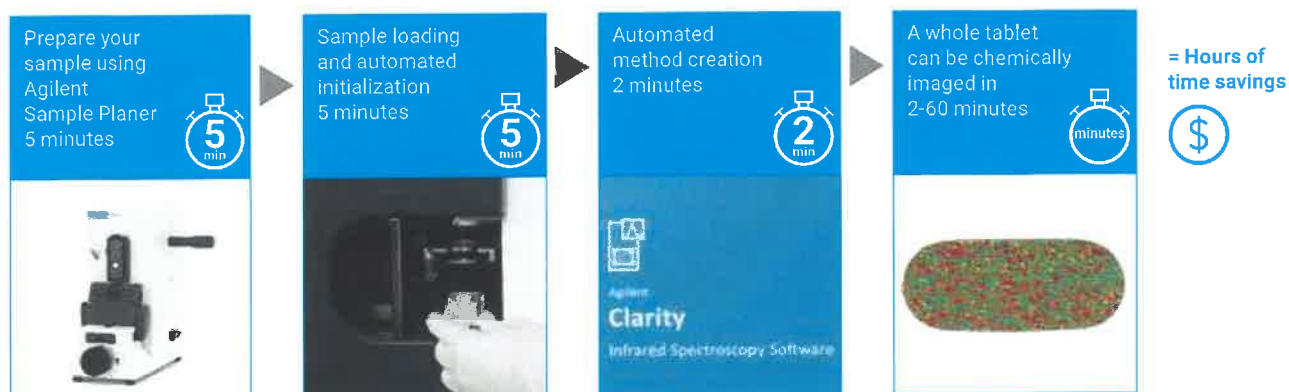 Prepare your
sample using
Agilent
Sample Planer
5 minutes
5
min
Sample loading
and automated
initialization
5 minutes
5
min
Automated
method creation
2 minutes
2
min
A whole tablet
can be chemically
imaged in
2-60 minutes
minutes
= Hours of
time savings
$
Agilent
Clarity
Infrared Spectroscopy Software